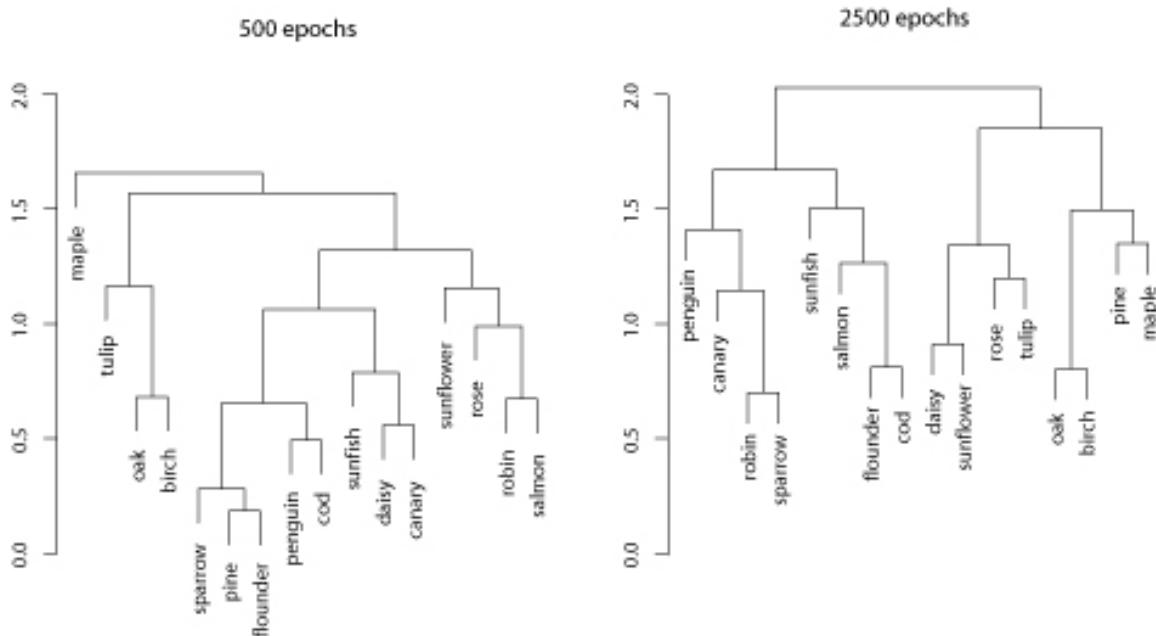 500 epochs
2500 epochs
2.0
1.5
1.0
0.5
0.0
maple
tulip
oak
birch
sparrow
pine
flounder
penguin
cod
sunfish
daisy
canary
sunflower
rose
robin
salmon
2.0
1.5
1.0
0.5
0.0
penguin
canary
robin
sparrow
sunfish
salmon
flounder
cod
daisy
sunflower
rose
tulip
oak
birch
pine
maple